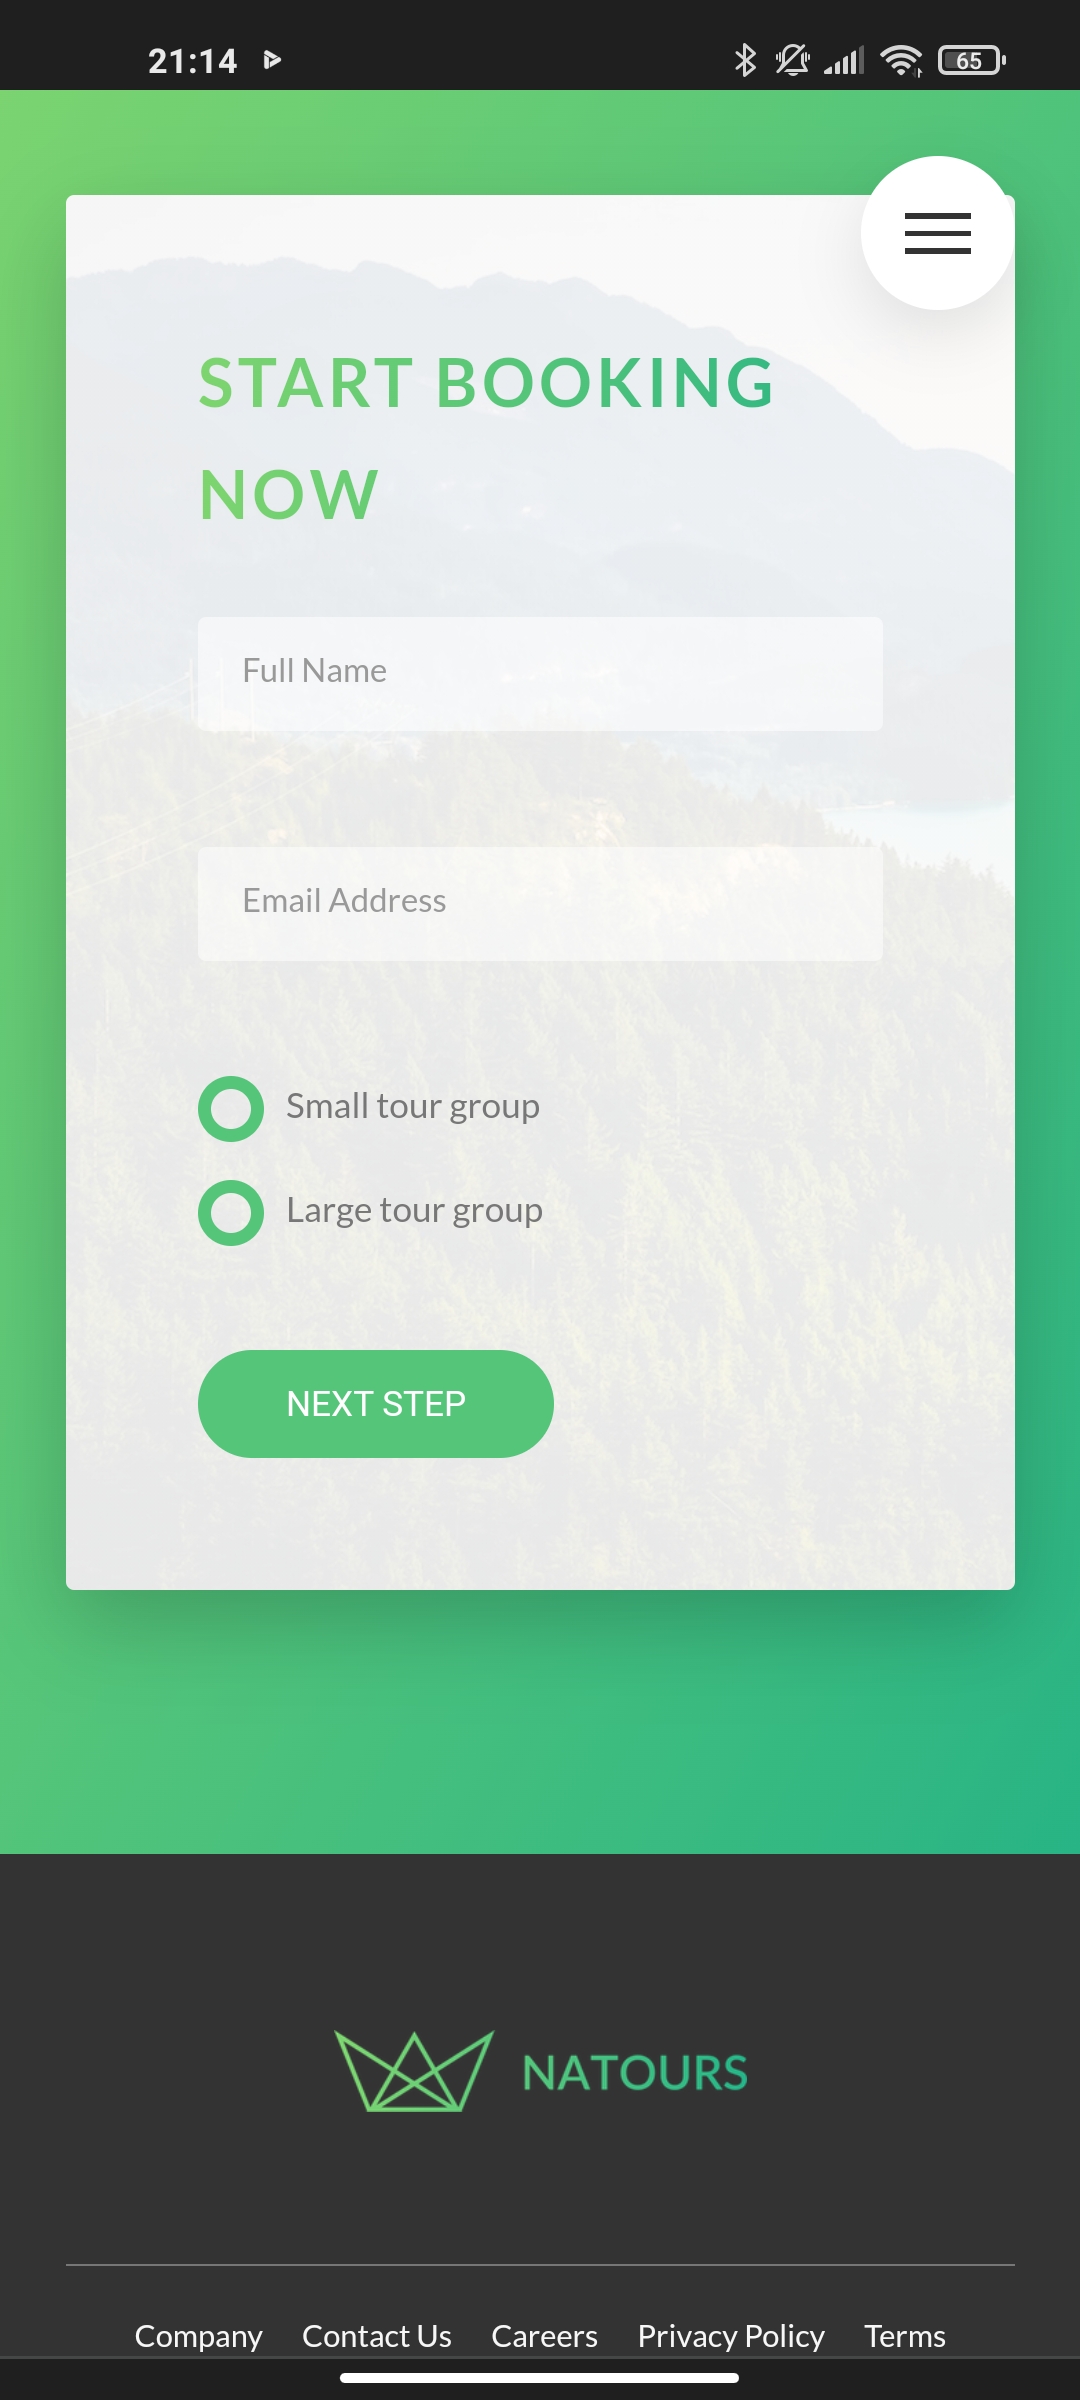 21:14
65
START BOOKING
NOW
Full Name
Email Address
Small tour group
Large tour group
NEXT STEP
NATOURS
Company Contact Us Careers Privacy Policy Terms